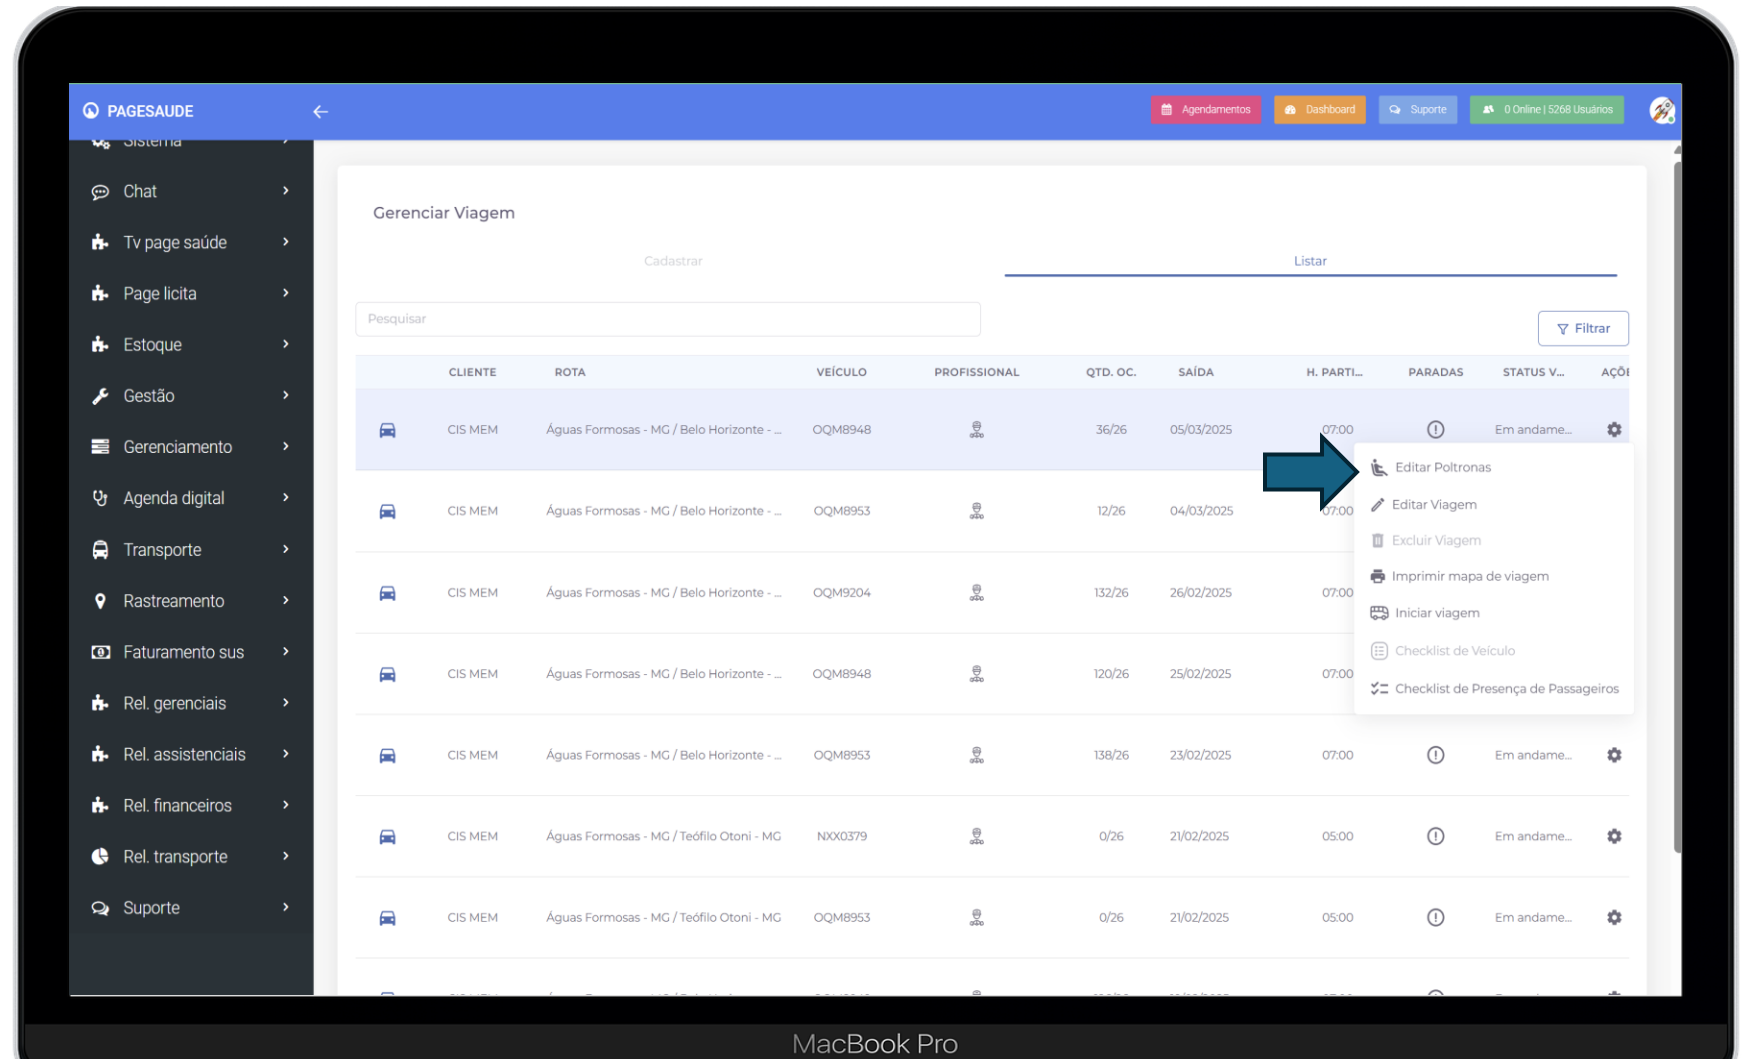 PAGESAUDE
Agendamentos
Dashboard
Suporte
0 Online | 5268 Usuários
Sistema
Chat
Tv page saúde
Page licita
Estoque
Gestão
Gerenciamento
Agenda digital
Transporte
Rastreamento
Faturamento sus
Rel. gerenciais
Rel. assistenciais
Rel. financeiros
Rel. transporte
Suporte
Gerenciar Viagem
Cadastrar
Listar
Pesquisar
Filtrar
CLIENTE ROTA VEÍCULO PROFISSIONAL QTD. OC. SAÍDA H. PARTI... PARADAS STATUS V... AÇÕE
CIS MEM Águas Formosas - MG / Belo Horizonte - ... OQM8948 36/26 05/03/2025 07:00 Em andame...
CIS MEM Águas Formosas - MG / Belo Horizonte - ... OQM8953 12/26 04/03/2025 07:00
CIS MEM Águas Formosas - MG / Belo Horizonte - ... OQM9204 132/26 26/02/2025 07:00
CIS MEM Águas Formosas - MG / Belo Horizonte - ... OQM8948 120/26 25/02/2025 07:00
CIS MEM Águas Formosas - MG / Belo Horizonte - ... OQM8953 138/26 23/02/2025 07:00 Em andame...
CIS MEM Águas Formosas - MG / Teófilo Otoni - MG NXX0379 0/26 21/02/2025 05:00 Em andame...
CIS MEM Águas Formosas - MG / Teófilo Otoni - MG OQM8953 0/26 21/02/2025 05:00 Em andame...
Editar Poltronas
Editar Viagem
Excluir Viagem
Imprimir mapa de viagem
Iniciar viagem
Checklist de Veículo
Checklist de Presença de Passageiros
MacBook Pro